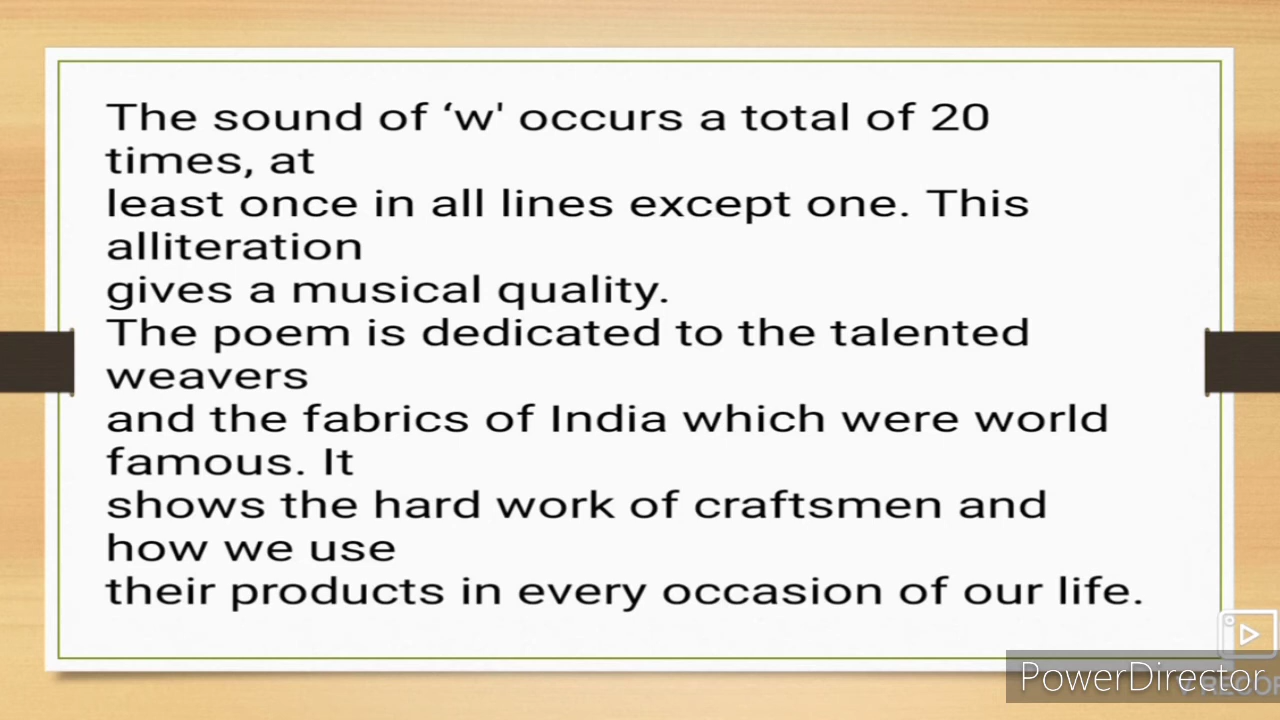 The sound of ‘w' occurs a total of 20
times, at
least once in all lines except one. This
alliteration
gives a musical quality.
The poem is dedicated to the talented
weavers
and the fabrics of India which were world
famous. It
shows the hard work of craftsmen and
how we use
their products in every occasion of our life.
PowerDirector